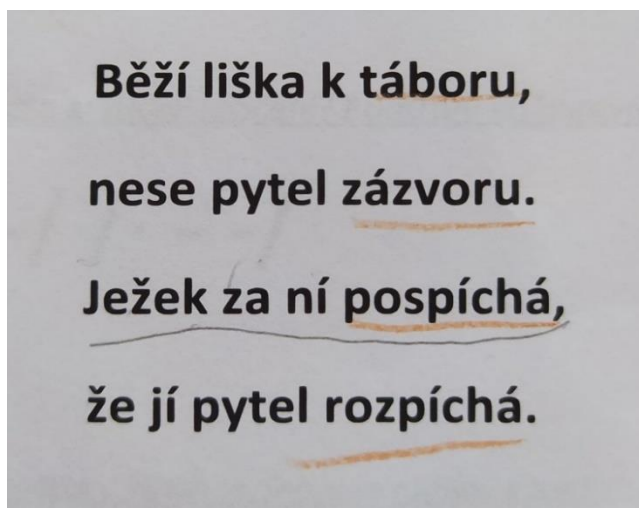 Běží liška k táboru,
nese pytel zázvoru.
Ježek za ní pospíchá,
že jí pytel rozpíchá.